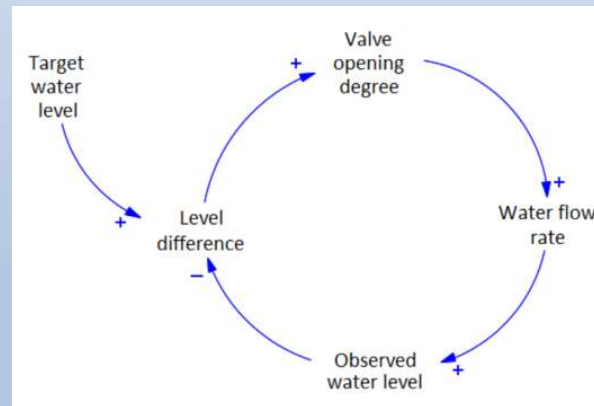 Target
water
level
+
Level
difference
+
Valve
opening
degree
+
Water flow
rate
+
Observed
water level
−